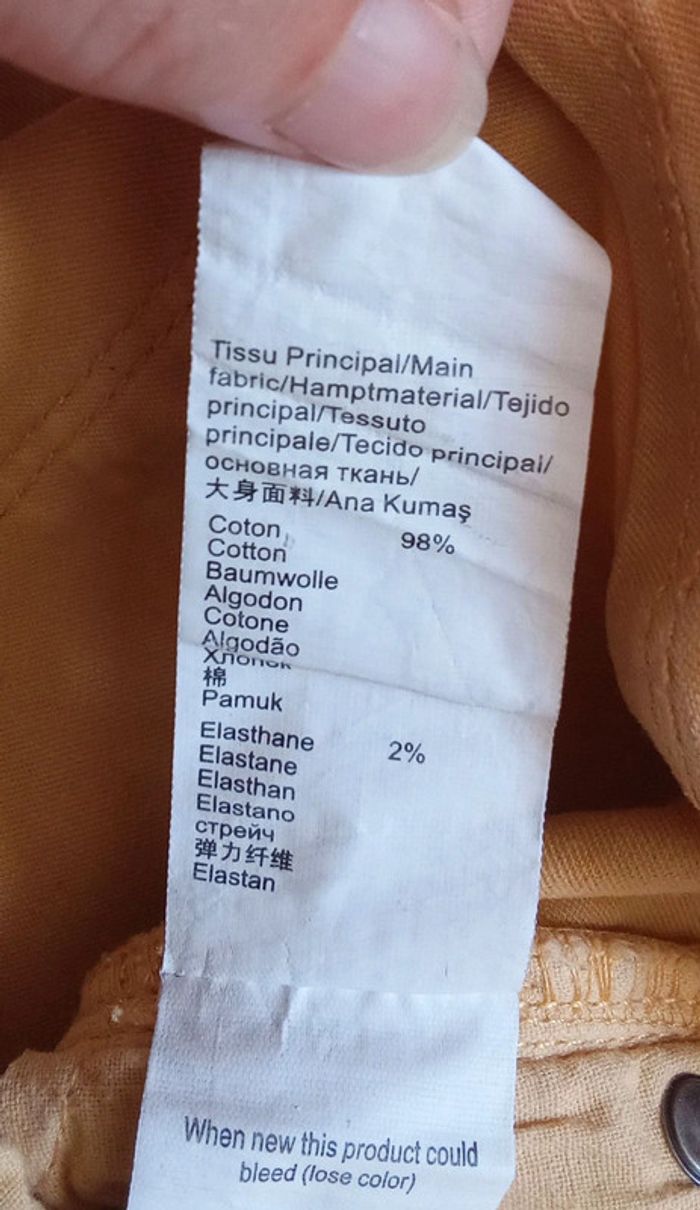 Tissu Principal/Main
fabric/Hamptmaterial/Tejido
principal/Tessuto
principale/Tecido principal/
основная ткань/
大身面料/Ana Kumaş
Coton 98%
Cotton
Baumwolle
Algodon
Cotone
Algodão
Хлопок
棉
Pamuk
Elasthane 2%
Elastane
Elasthan
Elastano
стрейч
弹力纤维
Elastan
When new this product could
bleed (lose color)